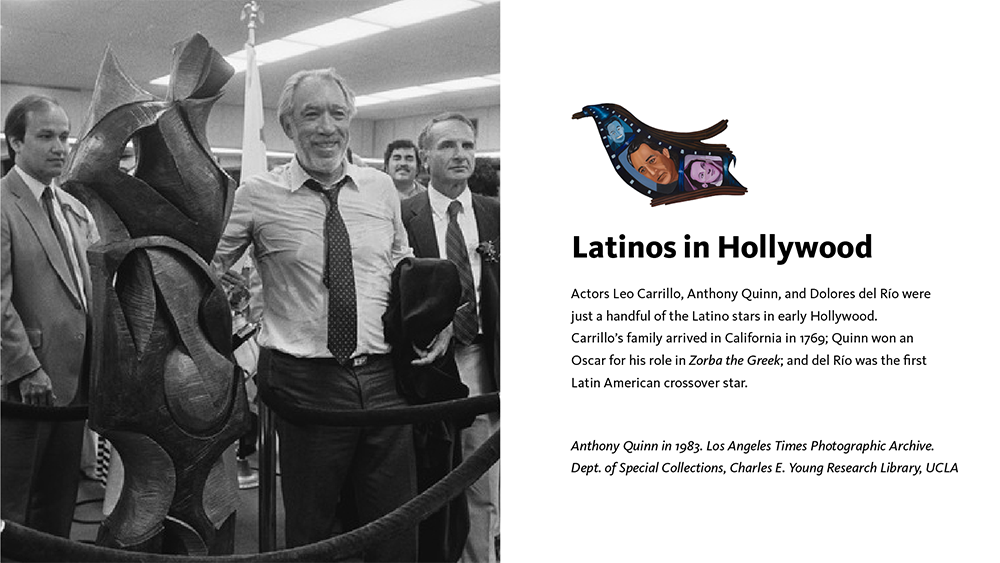 Latinos in Hollywood
Actors Leo Carrillo, Anthony Quinn, and Dolores del Río were
just a handful of the Latino stars in early Hollywood.
Carrillo's family arrived in California in 1769; Quinn won an
Oscar for his role in Zorba the Greek; and del Río was the first
Latin American crossover star.
Anthony Quinn in 1983. Los Angeles Times Photographic Archive.
Dept. of Special Collections, Charles E. Young Research Library, UCLA